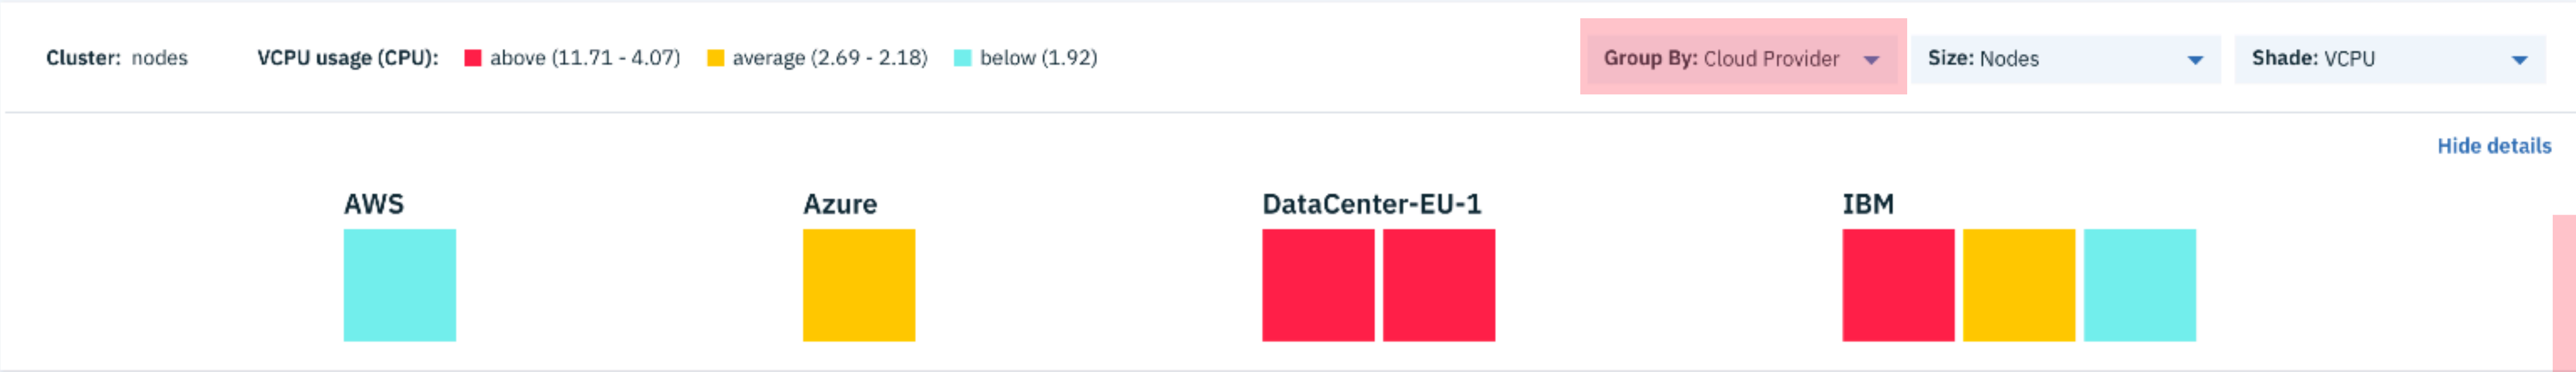 Cluster: nodes VCPU usage (CPU): above (11.71 - 4.07) average (2.69 - 2.18) below (1.92) Group By: Cloud Provider Size: Nodes Shade: VCPU
Hide details
AWS Azure DataCenter-EU-1 IBM